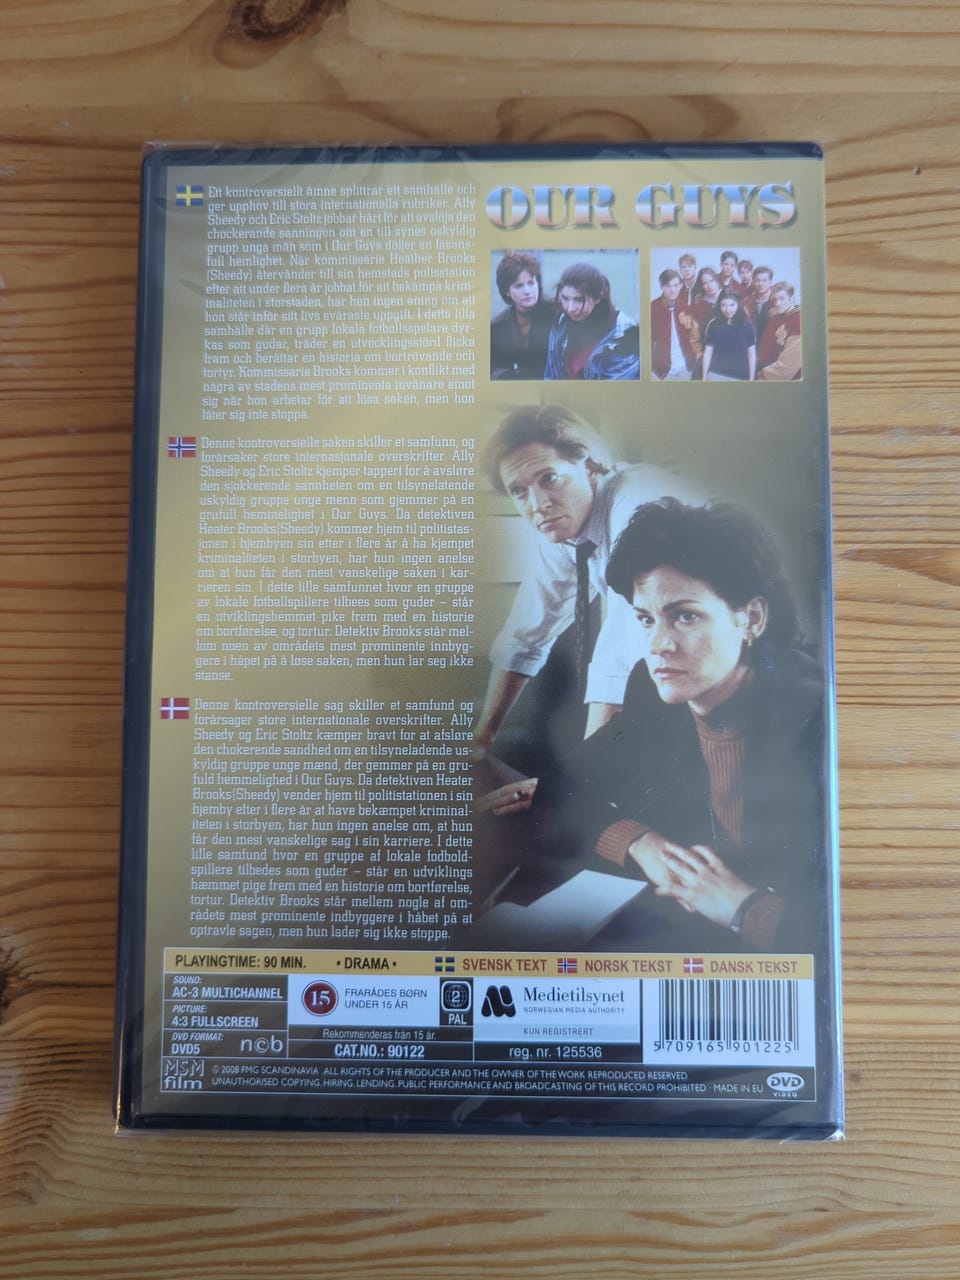 Ett kontroversiellt ämne splittrar ett samhälle och
ger upphov till stora internationella rubriker. Ally
Sheedy och Eric Stoltz jobbar hårt för att avslöja den
chockerande sanningen om en till synes oskyldig
grupp unga män som i Our Guys döljer en fasans-
full hemlighet. När kommissarie Heather Brooks
(Sheedy) återvänder till sin hemstads polisstation
efter att under flera år jobbat för att bekämpa krim-
inaliteten i storstaden, har hon ingen aning om att
hon står inför sitt livs svåraste uppgift. I detta lilla
samhälle där en grupp lokala fotbollsspelare dyr-
kas som gudar, träder en utvecklingsstörd flicka
fram och berättar en historia om bortrövande och
tortyr. Kommissarie Brooks kommer i konflikt med
några av stadens mest prominenta invånare emot
sig när hon arbetar för att lösa saken, men hon
låter sig inte stoppa.
OUR GUYS
Denne kontroversielle saken skiller et samfunn, og
forårsaker store internasjonale overskrifter. Ally
Sheedy og Eric Stoltz kjemper tappert for å avsløre
den sjokkerende sannheten om en tilsynelatende
uskyldig gruppe unge menn som gjemmer på en
grufull hemmelighet i Our Guys. Da detektiven
Heater Brooks(Sheedy) kommer hjem til politistas-
jonen i hjembyen sin etter i flere år å ha kjempet
kriminaliteten i storbyen, har hun ingen anelse
om at hun får den mest vanskelige saken i kar-
rieren sin. I dette lille samfunnet hvor en gruppe
av lokale fotballspillere tilbees som guder – står
en utviklingshemmet pike frem med en historie
om bortførelse, og tortur. Detektiv Brooks står mel-
lom noen av områdets mest prominente innbyg-
gere i håpet på å løse saken, men hun lar seg ikke
stanse.
Denne kontroversielle sag skiller et samfund og
forårsager store internationale overskrifter. Ally
Sheedy og Eric Stoltz kæmper bravt for at afsløre
den chokerende sandhed om en tilsyneladende us-
kyldig gruppe unge mænd, der gemmer på en gru-
fuld hemmelighed i Our Guys. Da detektiven Heater
Brooks(Sheedy) vender hjem til politistationen i sin
hjemby efter i flere år at have bekæmpet kriminal-
iteten i storbyen, har hun ingen anelse om, at hun
får den mest vanskelige sag i sin karriere. I dette
lille samfund hvor en gruppe af lokale fodbold-
spillere tilbedes som guder – står en udviklings
hæmmet pige frem med en historie om bortførelse,
tortur. Detektiv Brooks står mellem nogle af om-
rådets mest prominente indbyggere i håbet på at
optravle sagen, men hun lader sig ikke stoppe.
PLAYINGTIME: 90 MIN. • DRAMA • SVENSK TEXT NORSK TEKST DANSK TEKST
SOUND:
AC-3 MULTICHANNEL
PICTURE:
4:3 FULLSCREEN
DVD FORMAT:
DVD5
ncb
15
FRARÅDES BØRN
UNDER 15 ÅR
2
PAL
Rekommenderas från 15 år.
CAT.NO.: 90122
Medietilsynet
NORWEGIAN MEDIA AUTHORITY
KUN REGISTRERT
reg. nr. 125536
5 709165 901225
MSM
film
© 2008 FMG SCANDINAVIA ALL RIGHTS OF THE PRODUCER AND THE OWNER OF THE WORK REPRODUCED RESERVED
UNAUTHORISED COPYING, HIRING, LENDING, PUBLIC PERFORMANCE AND BROADCASTING OF THIS RECORD PROHIBITED · MADE IN EU
DVD
VIDEO